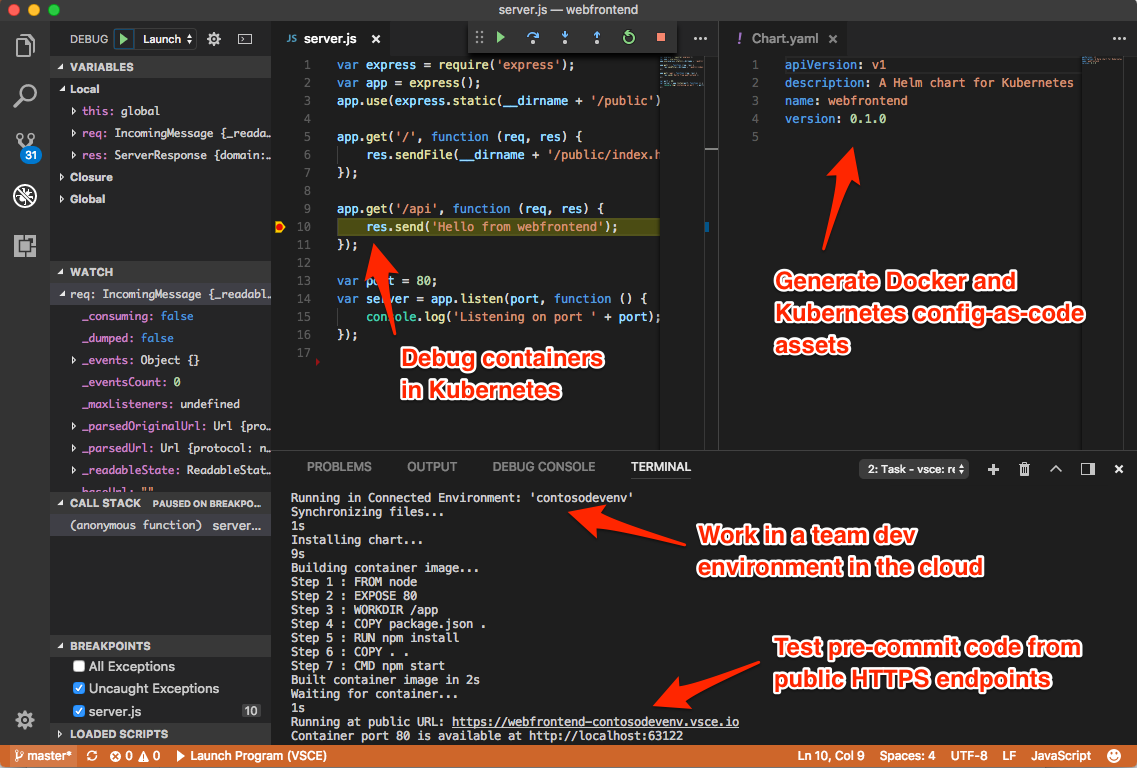 server.js — webfrontend
DEBUG Launch
JS server.js
! Chart.yaml
VARIABLES
Local
this: global
req: IncomingMessage {_reada…
res: ServerResponse {domain:…
Closure
Global
WATCH
req: IncomingMessage {_readabl…
_consuming: false
_dumped: false
_events: Object {}
_eventsCount: 0
_maxListeners: undefined
_parsedOriginalUrl: Url {pro…
_parsedUrl: Url {protocol: n…
_readableState: ReadableStat…
baseUrl: ""
CALL STACK PAUSED ON BREAKPO…
(anonymous function) server...
BREAKPOINTS
All Exceptions
Uncaught Exceptions
server.js 10
LOADED SCRIPTS
31
1 var express = require('express');
2 var app = express();
3 app.use(express.static(__dirname + '/public')
4
5 app.get('/', function (req, res) {
6 res.sendFile(__dirname + '/public/index.h
7 });
8
9 app.get('/api', function (req, res) {
10 res.send('Hello from webfrontend');
11 });
12
13 var port = 80;
14 var server = app.listen(port, function () {
15 console.log('Listening on port ' + port);
16 });
17
Debug containers
in Kubernetes
1 apiVersion: v1
2 description: A Helm chart for Kubernetes
3 name: webfrontend
4 version: 0.1.0
5
Generate Docker and
Kubernetes config-as-code
assets
PROBLEMS OUTPUT DEBUG CONSOLE TERMINAL 2: Task - vsce: re
Running in Connected Environment: 'contosodevenv'
Synchronizing files...
1s
Installing chart...
9s
Building container image...
Step 1 : FROM node
Step 2 : EXPOSE 80
Step 3 : WORKDIR /app
Step 4 : COPY package.json .
Step 5 : RUN npm install
Step 6 : COPY . .
Step 7 : CMD npm start
Built container image in 2s
Waiting for container...
1s
Running at public URL: https://webfrontend-contosodevenv.vsce.io
Container port 80 is available at http://localhost:63122
Work in a team dev
environment in the cloud
Test pre-commit code from
public HTTPS endpoints
master* 0 0 Launch Program (VSCE) Ln 10, Col 9 Spaces: 4 UTF-8 LF JavaScript